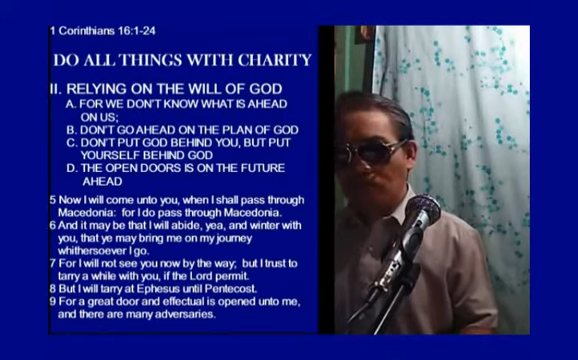 1 Corinthians 16:1-24
DO ALL THINGS WITH CHARITY
II. RELYING ON THE WILL OF GOD
A. FOR WE DON'T KNOW WHAT IS AHEAD
ON US;
B. DON'T GO AHEAD ON THE PLAN OF GOD
C. DON'T PUT GOD BEHIND YOU, BUT PUT
YOURSELF BEHIND GOD
D. THE OPEN DOORS IS ON THE FUTURE
AHEAD
5 Now I will come unto you, when I shall pass through
Macedonia: for I do pass through Macedonia.
6 And it may be that I will abide, yea, and winter with
you, that ye may bring me on my journey
whithersoever I go.
7 For I will not see you now by the way; but I trust to
tarry a while with you, if the Lord permit.
8 But I will tarry at Ephesus until Pentecost.
9 For a great door and effectual is opened unto me,
and there are many adversaries.